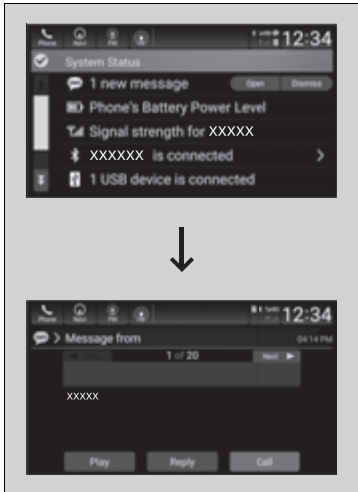 Phone
12:34
System Status
1 new message Open Dismiss
Phone's Battery Power Level
Signal strength for XXXXX
XXXXXX is connected
1 USB device is connected
Phone
12:34
Message from 04:14 PM
1 of 20 Next
XXXXX
Play Reply Call